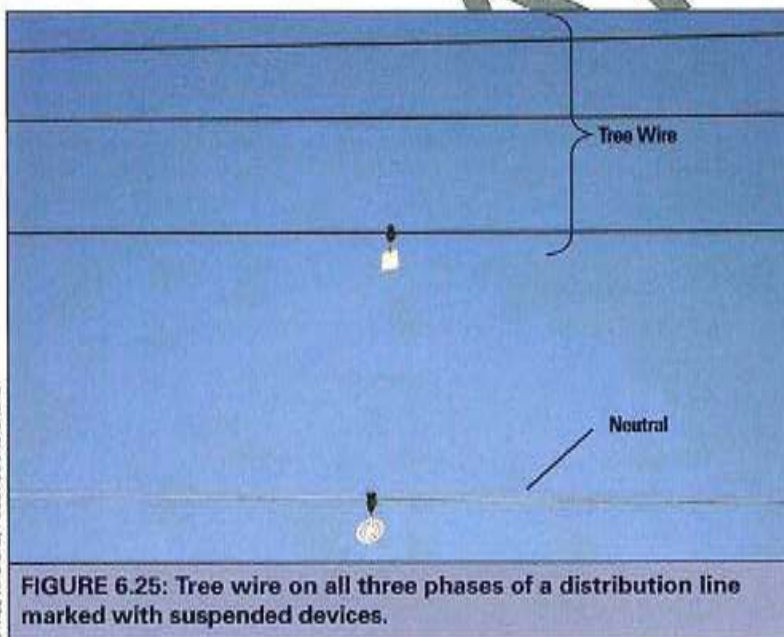 Tree Wire
Neutral
FIGURE 6.25: Tree wire on all three phases of a distribution line
marked with suspended devices.